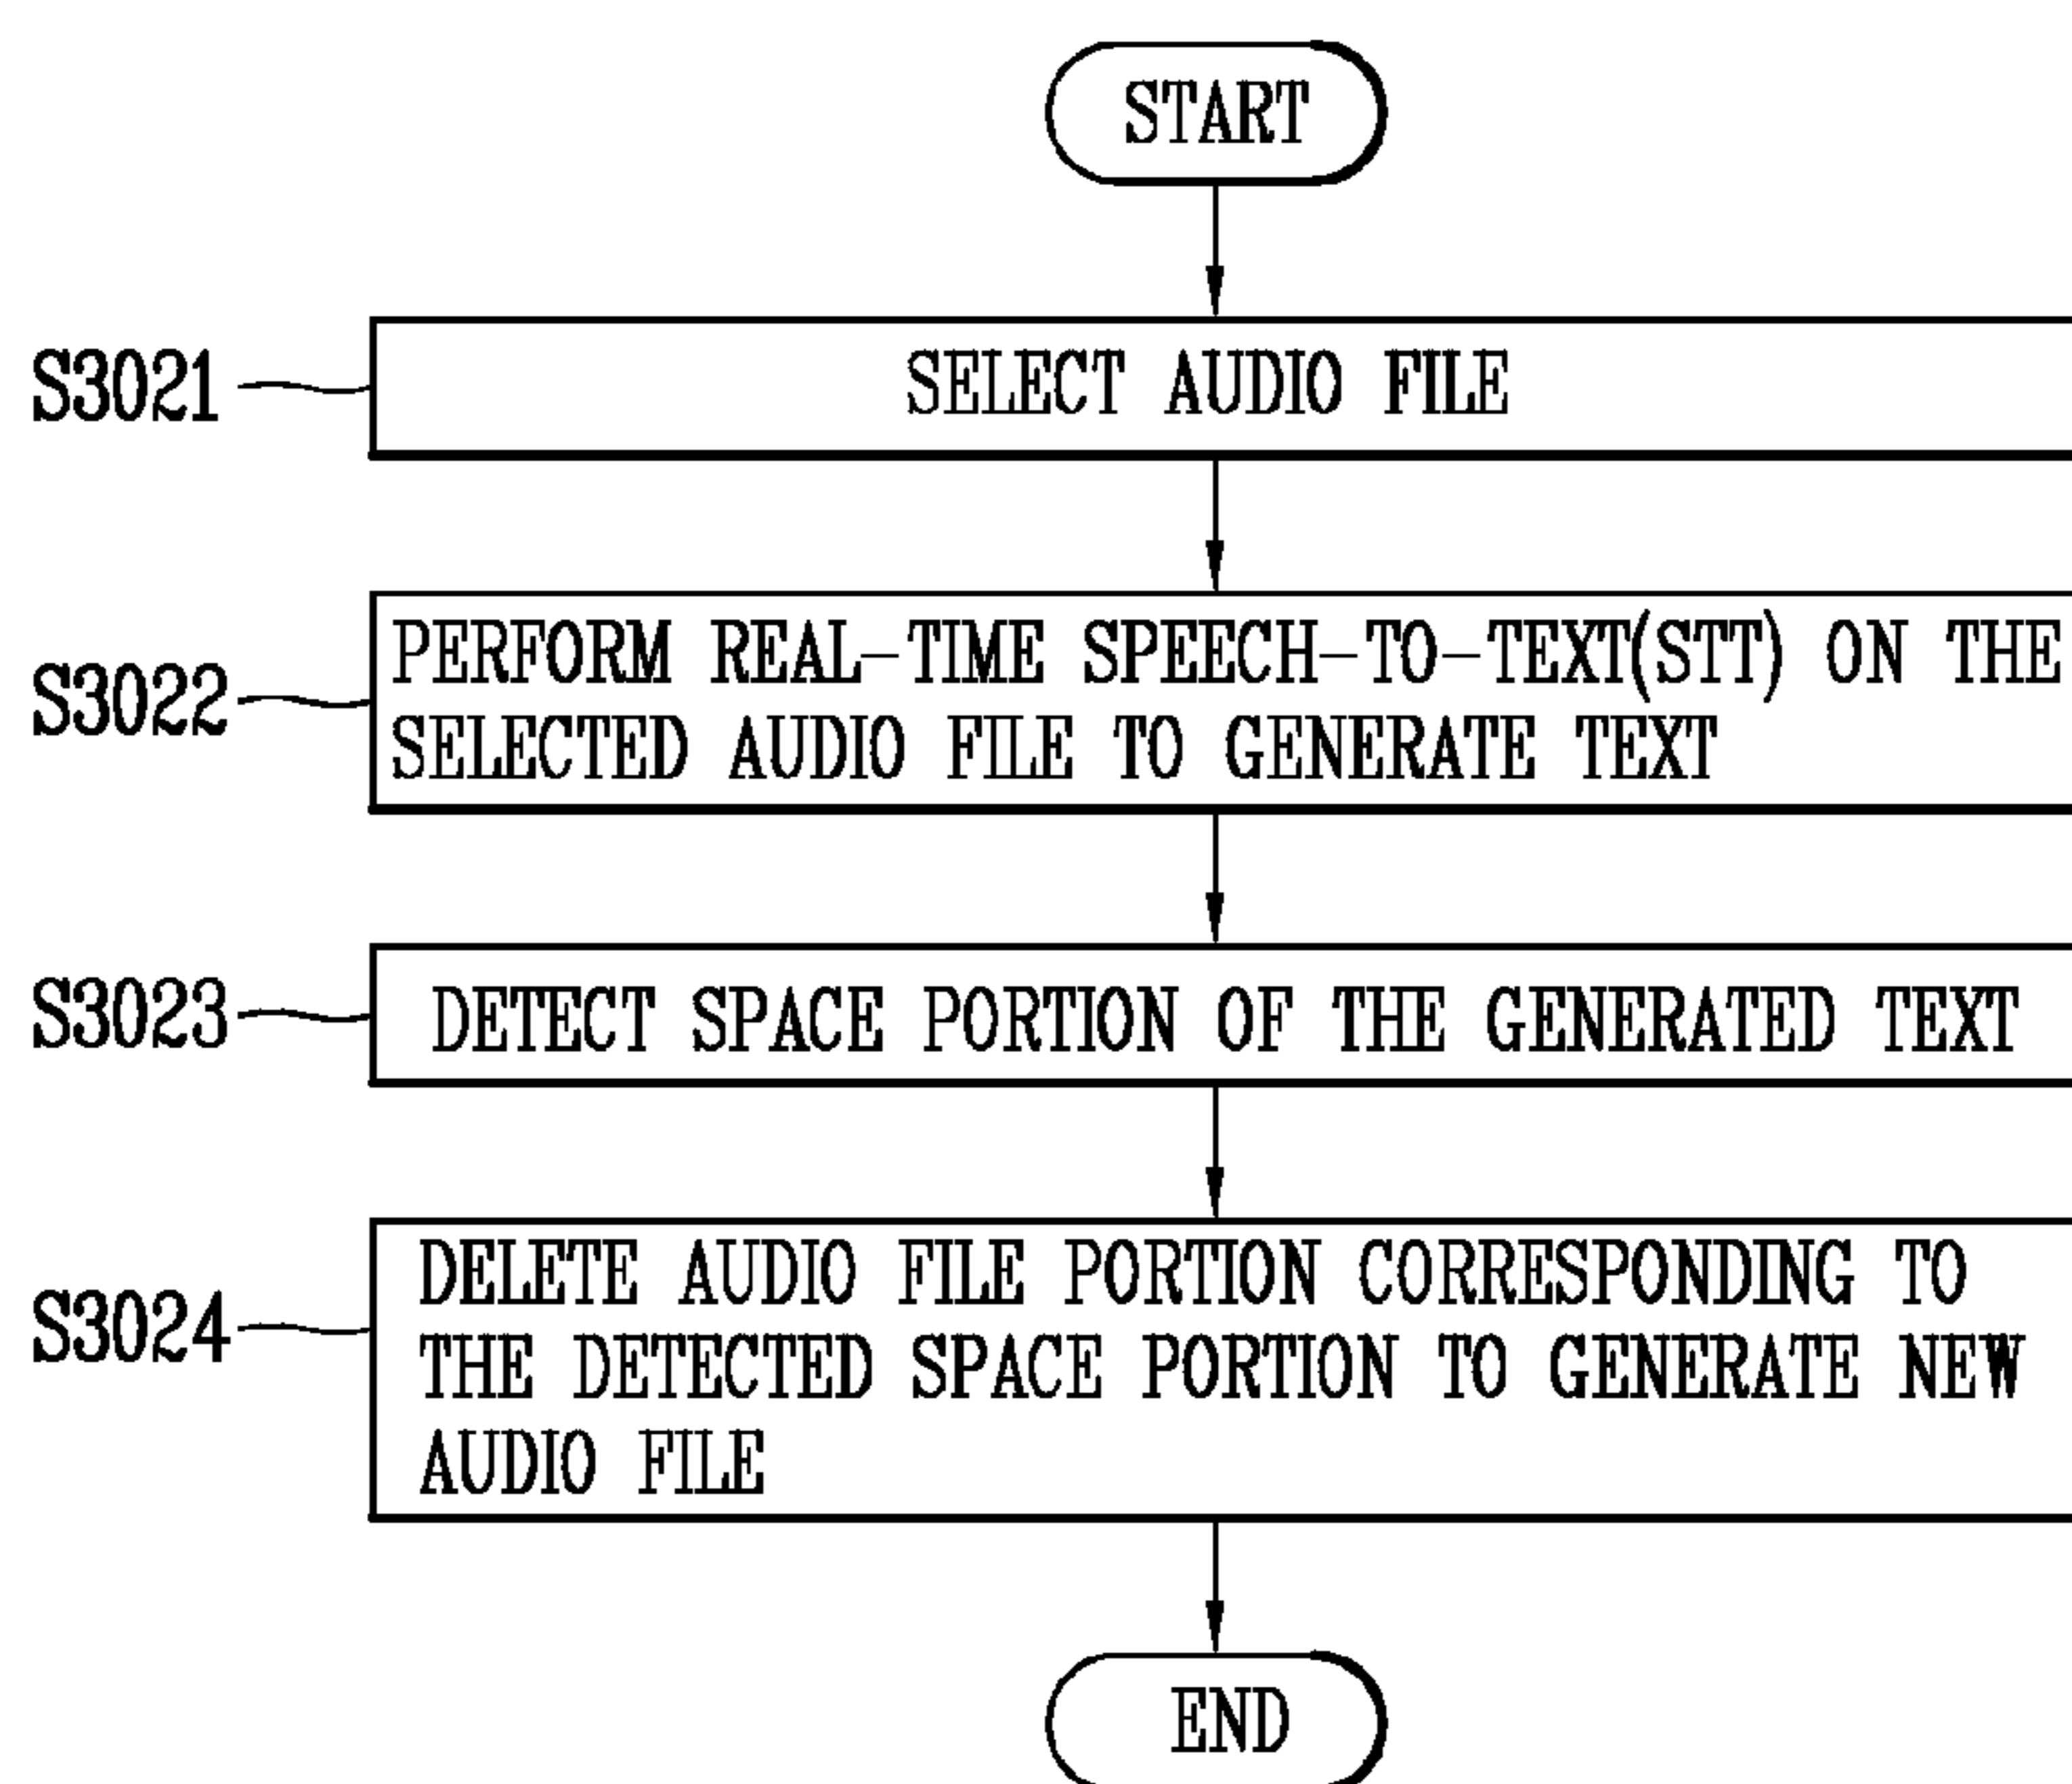 START
S3021
SELECT AUDIO FILE
S3022
PERFORM REAL-TIME SPEECH-TO-TEXT(STT) ON THE
SELECTED AUDIO FILE TO GENERATE TEXT
S3023
DETECT SPACE PORTION OF THE GENERATED TEXT
S3024
DELETE AUDIO FILE PORTION CORRESPONDING TO
THE DETECTED SPACE PORTION TO GENERATE NEW
AUDIO FILE
END